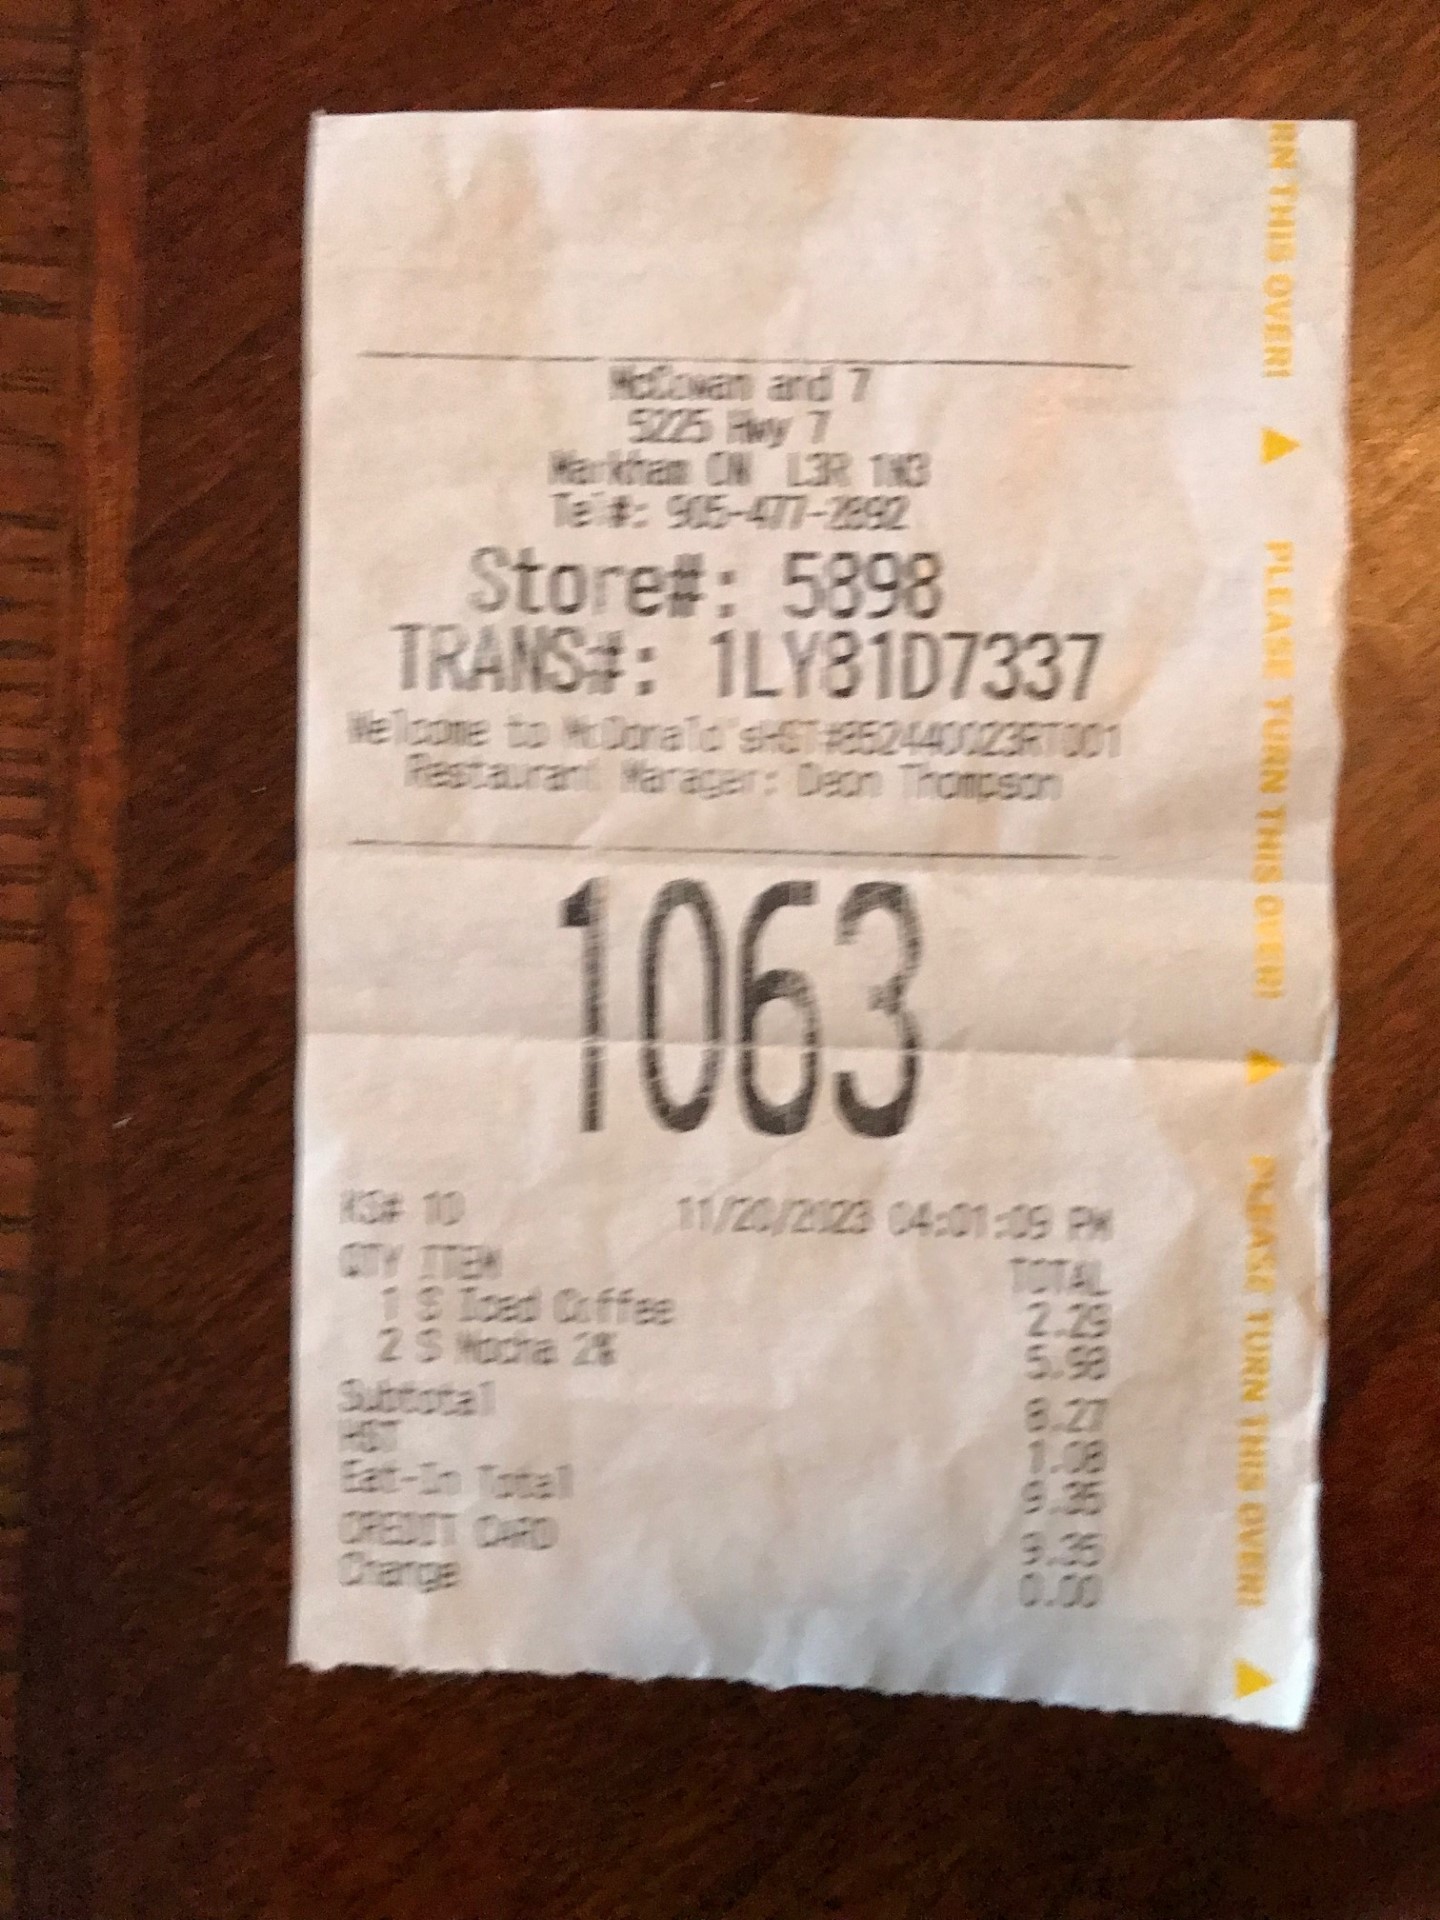 McCowan and 7
5225 Hwy 7
Markham ON L3R 1N3
Tel#: 905-477-2892
Store#: 5898
TRANS#: 1LY81D7337
Welcome to McDonald'sHST#852440023RT001
Restaurant Manager: Deon Thompson
1063
KS# 10 11/20/2023 04:01:09 PM
QTY ITEM TOTAL
1 S Iced Coffee 2.29
2 S Mocha 2% 5.98
Subtotal 8.27
HST 1.08
Eat-In Total 9.35
CREDIT CARD 9.35
Change 0.00
RN THIS OVER!
PLEASE TURN THIS OVER!
PLEASE TURN THIS OVER!